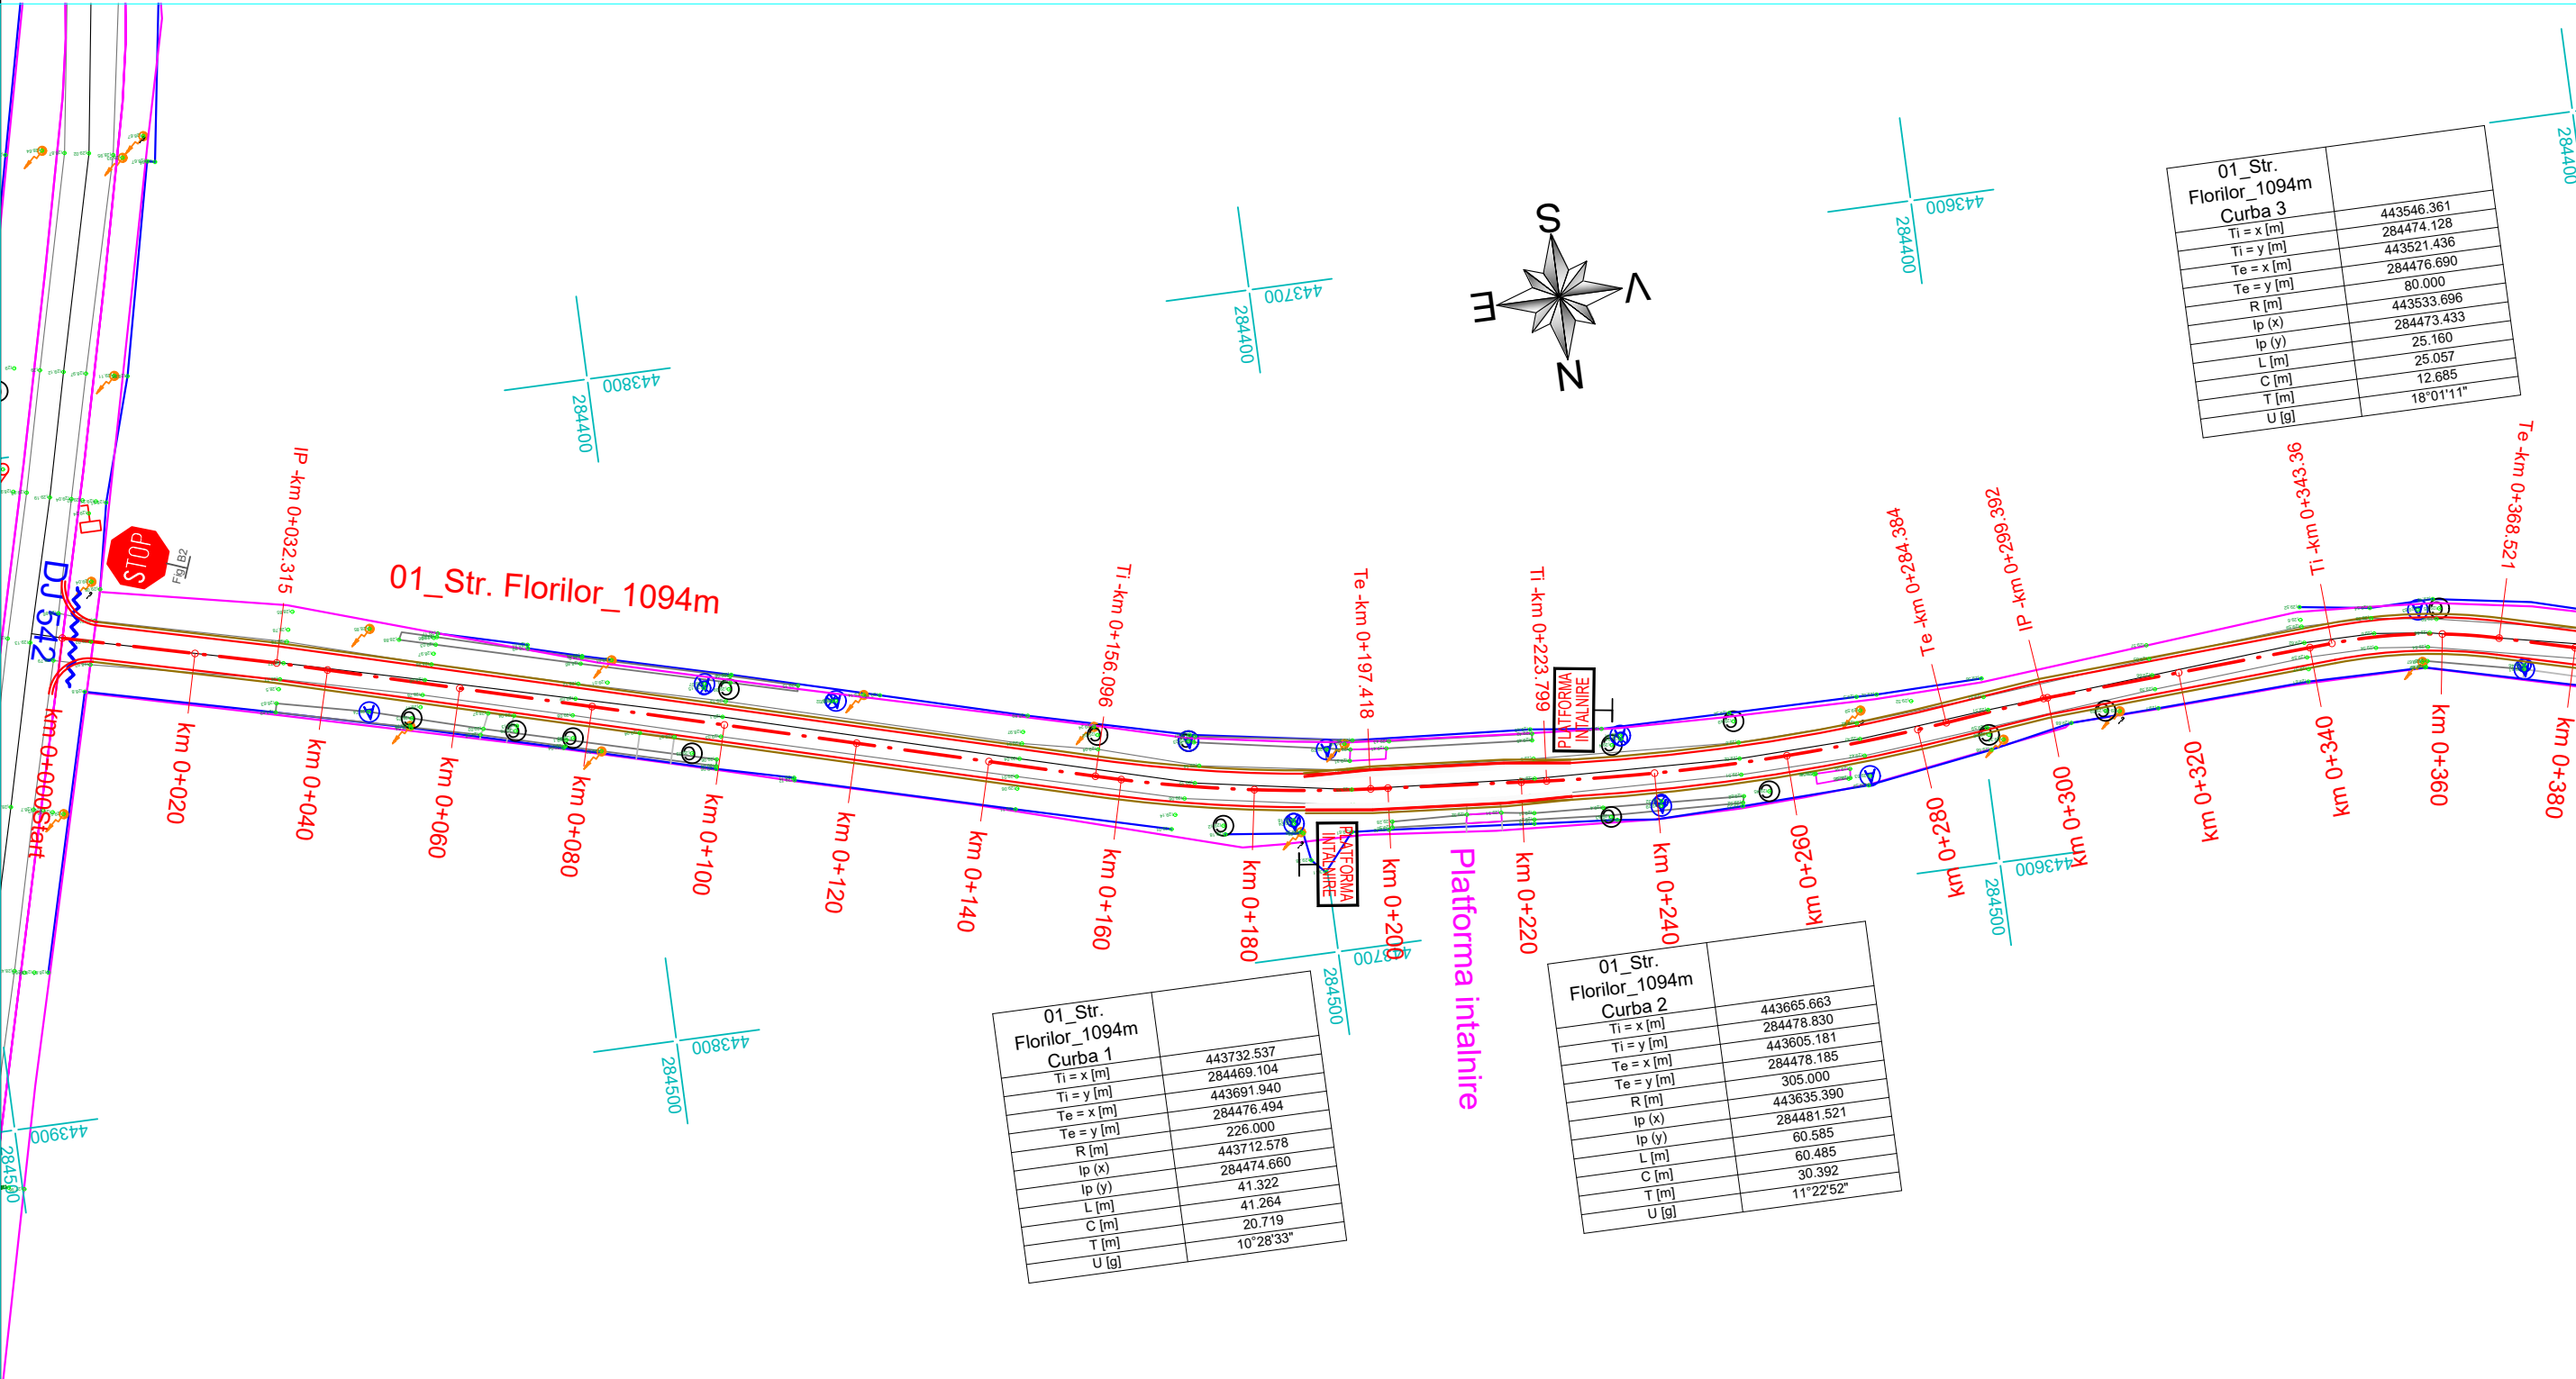 S
E
V
N
443800
284400
443700
284400
443600
284400
284400
01_Str.
Florilor_1094m
Curba 3
Ti = x [m] 443546.361
Ti = y [m] 284474.128
Te = x [m] 443521.436
Te = y [m] 284476.690
R [m] 80.000
Ip (x) 443533.696
Ip (y) 284473.433
L [m] 25.160
C [m] 25.057
T [m] 12.685
U [g] 18°01'11"
IP -km 0+032.315
Ti -km 0+156.096
Te -km 0+197.418
Ti -km 0+223.799
Te -km 0+284.384
IP -km 0+299.392
Ti -km 0+343.36
Te -km 0+368.521
STOP
Fig. B2
01_Str. Florilor_1094m
DJ 542
PLATFORMA
INTALNIRE
PLATFORMA
INTALNIRE
km 0+000Start
km 0+020
km 0+040
km 0+060
km 0+080
km 0+100
km 0+120
km 0+140
km 0+160
km 0+180
km 0+200
km 0+220
km 0+240
km 0+260
km 0+280
km 0+300
km 0+320
km 0+340
km 0+360
km 0+380
Platforma intalnire
443900
284500
443800
284500
443700
284500
443600
284500
01_Str.
Florilor_1094m
Curba 1
Ti = x [m] 443732.537
Ti = y [m] 284469.104
Te = x [m] 443691.940
Te = y [m] 284476.494
R [m] 226.000
Ip (x) 443712.578
Ip (y) 284474.660
L [m] 41.322
C [m] 41.264
T [m] 20.719
U [g] 10°28'33"
01_Str.
Florilor_1094m
Curba 2
Ti = x [m] 443665.663
Ti = y [m] 284478.830
Te = x [m] 443605.181
Te = y [m] 284478.185
R [m] 305.000
Ip (x) 443635.390
Ip (y) 284481.521
L [m] 60.585
C [m] 60.485
T [m] 30.392
U [g] 11°22'52"